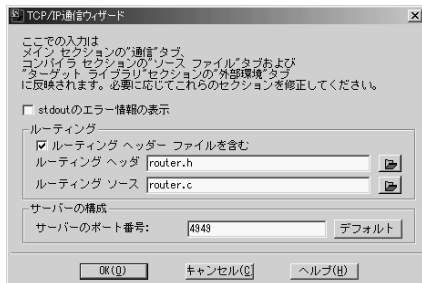 TCP/IP通信ウィザード
ここでの入力は
メイン セクションの"通信"タブ、
コンパイラ セクションの"ソース ファイル"タブおよび
"ターゲット ライブラリ"セクションの"外部環境"タブ
に反映されます。必要に応じてこれらのセクションを修正してください。
stdoutのエラー情報の表示
ルーティング
ルーティング ヘッダー ファイルを含む
ルーティング ヘッダ router.h
ルーティング ソース router.c
サーバーの構成
サーバーのポート番号: 4949 デフォルト
OK(O) キャンセル(C) ヘルプ(H)